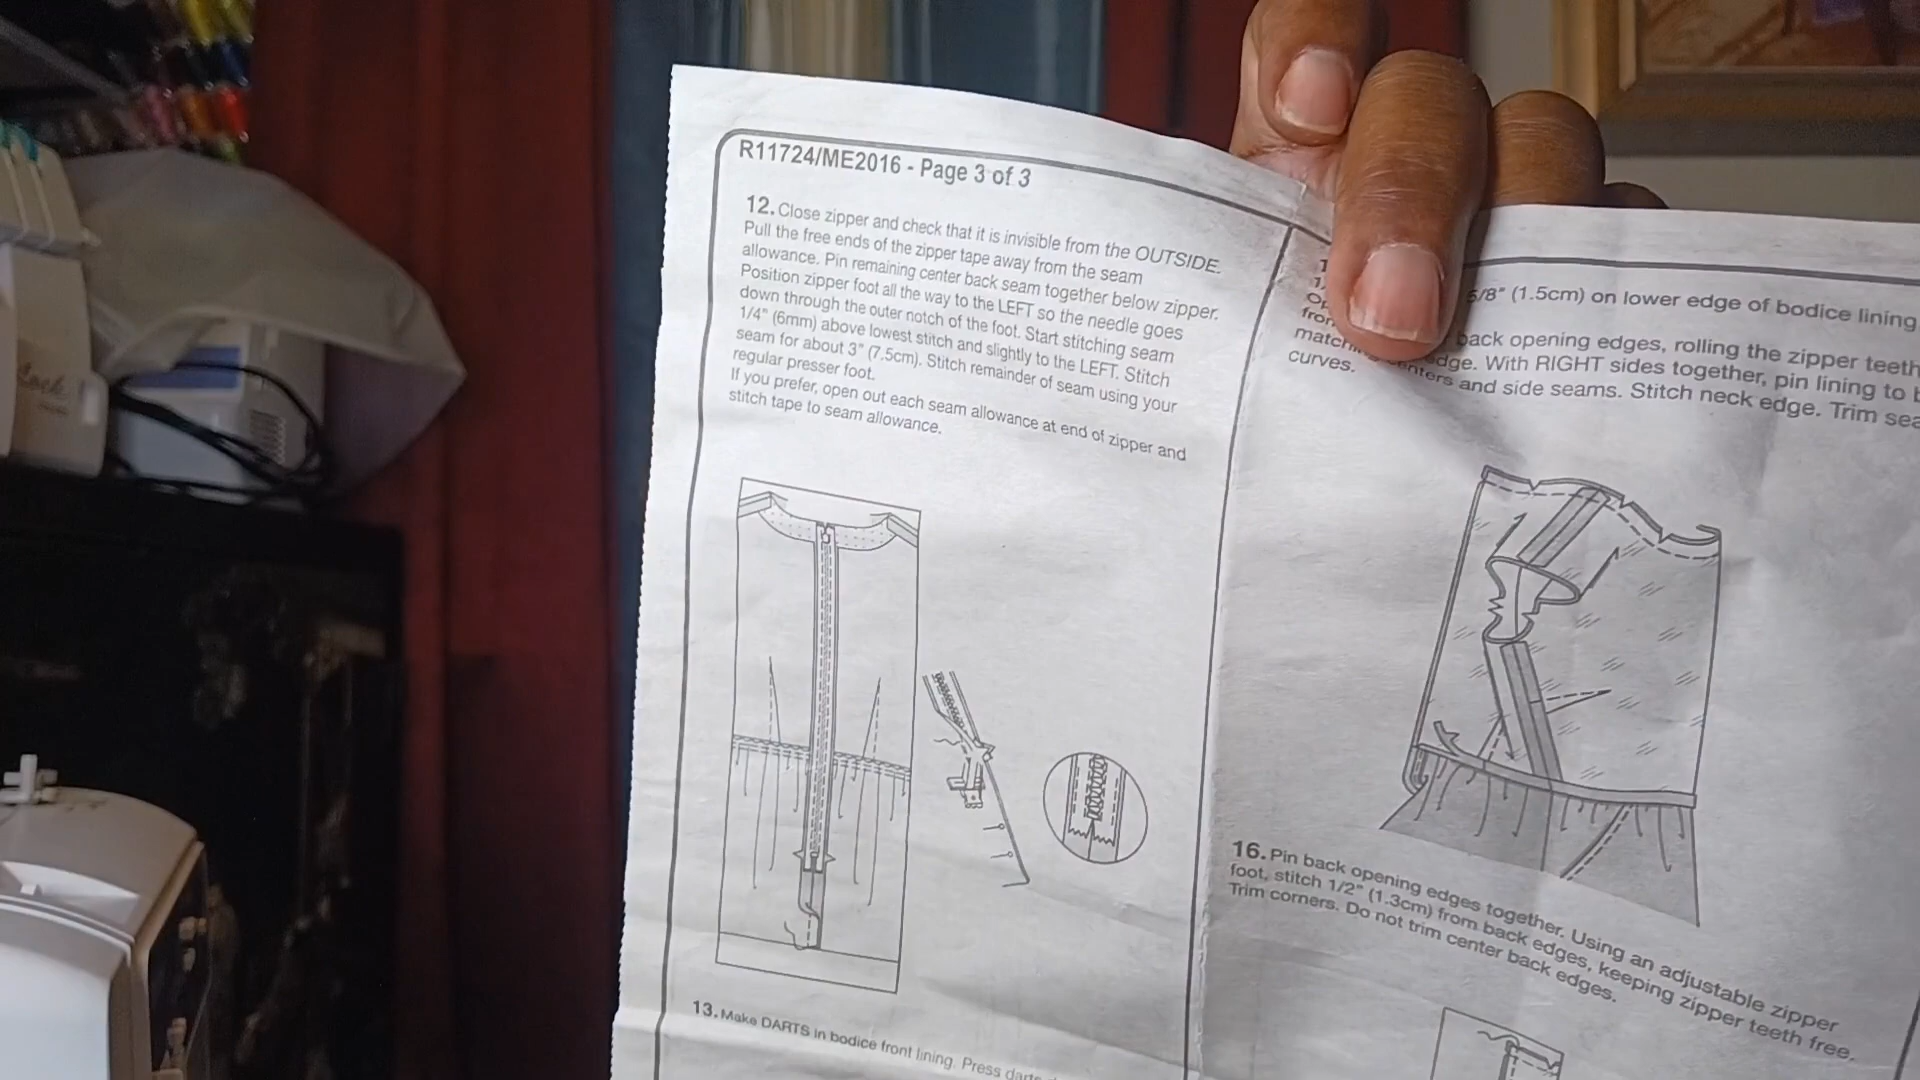 R11724/ME2016 - Page 3 of 3
12. Close zipper and check that it is invisible from the OUTSIDE.
Pull the free ends of the zipper tape away from the seam
allowance. Pin remaining center back seam together below zipper.
Position zipper foot all the way to the LEFT so the needle goes
down through the outer notch of the foot. Start stitching seam
1/4" (6mm) above lowest stitch and slightly to the LEFT. Stitch
seam for about 3" (7.5cm). Stitch remainder of seam using your
regular presser foot.
If you prefer, open out each seam allowance at end of zipper and
stitch tape to seam allowance.
13. Make DARTS in bodice front lining. Press darts
5/8" (1.5cm) on lower edge of bodice lining
back opening edges, rolling the zipper teeth
edge. With RIGHT sides together, pin lining to
and side seams. Stitch neck edge. Trim
curves.
16. Pin back opening edges together. Using an adjustable zipper
foot, stitch 1/2" (1.3cm) from back edges, keeping zipper teeth free.
Trim corners. Do not trim center back edges.